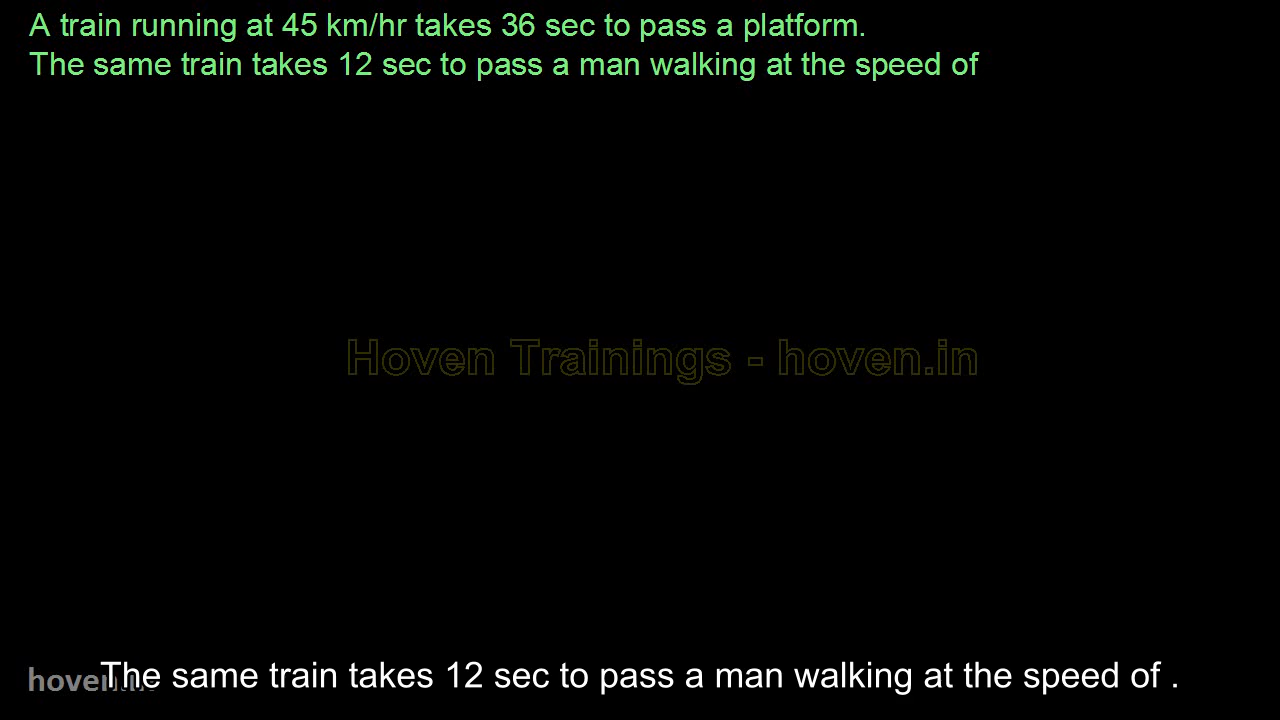 A train running at 45 km/hr takes 36 sec to pass a platform.
The same train takes 12 sec to pass a man walking at the speed of
Hoven Trainings - hoven.in
The same train takes 12 sec to pass a man walking at the speed of .